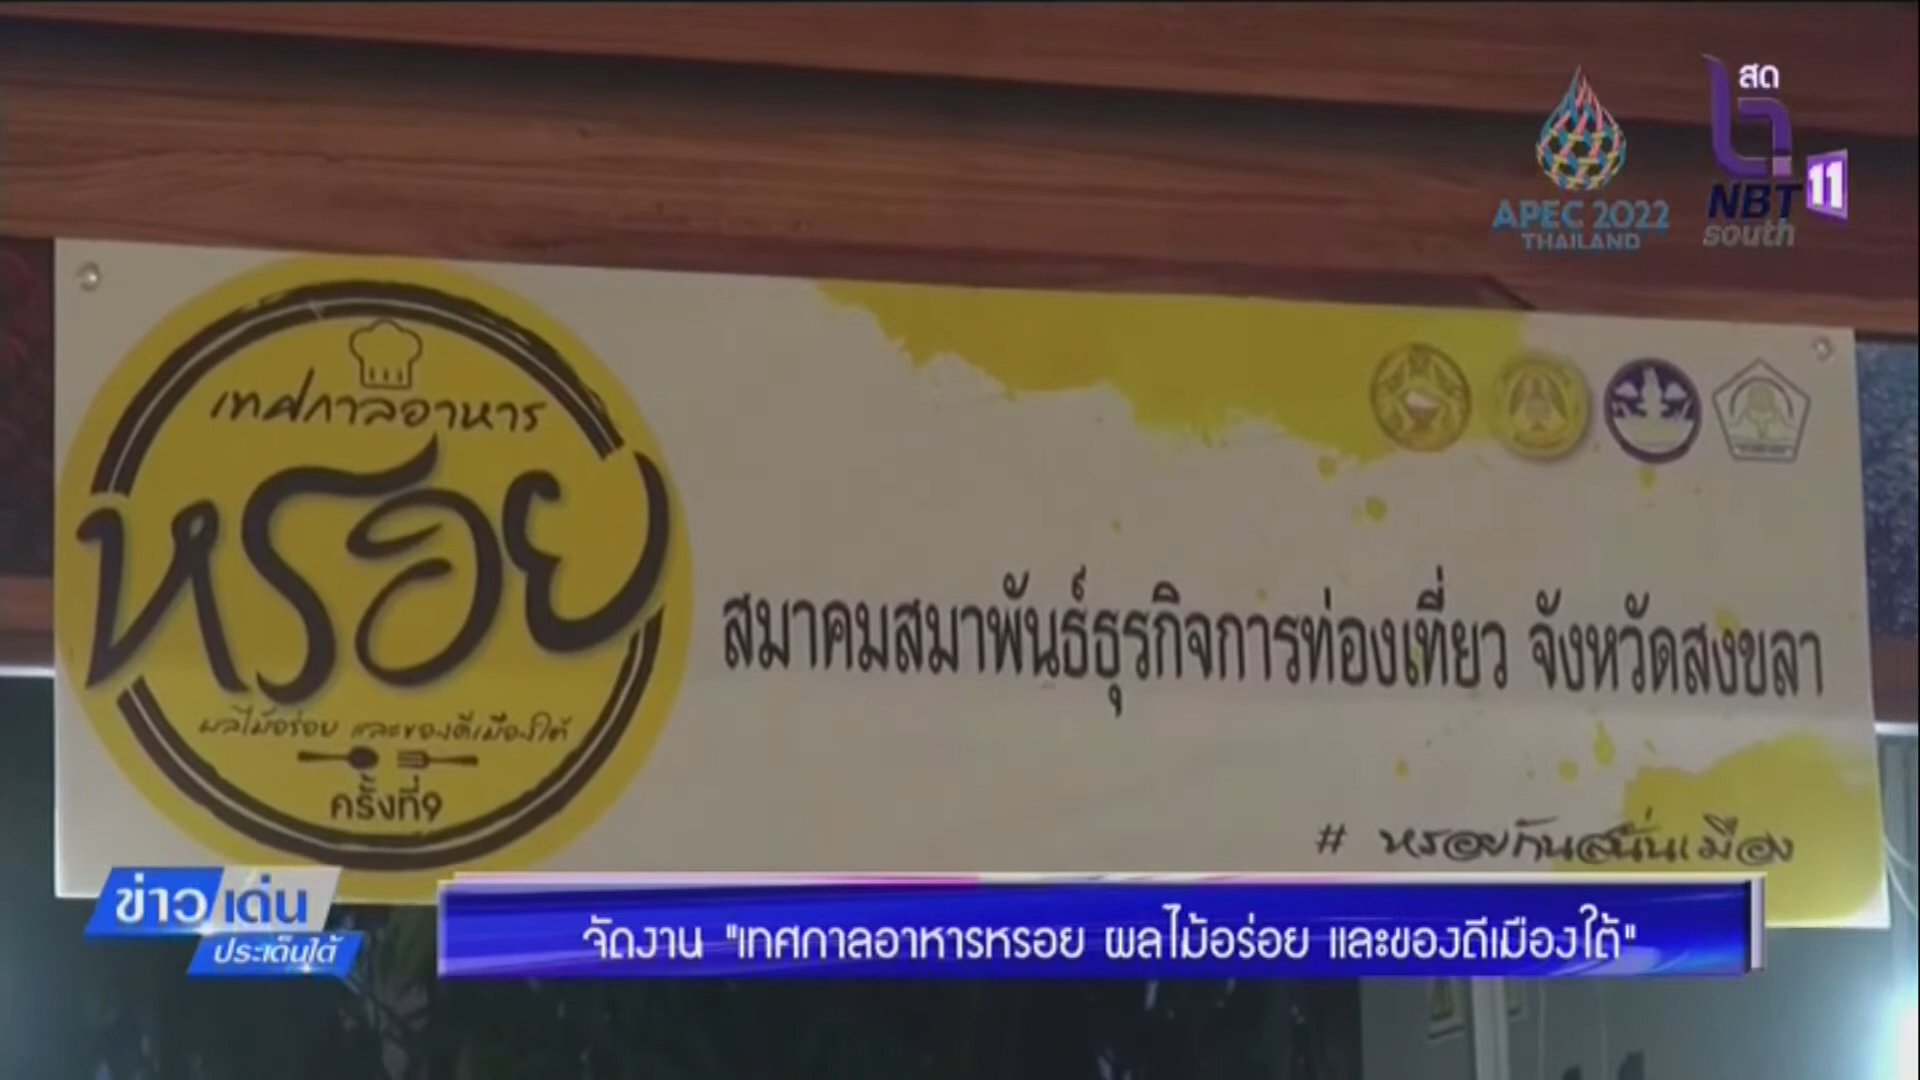 สด
NBT 11
south
APEC 2022
THAILAND
เทศกาลอาหาร
หรอย
ผลไม้อร่อย และของดีเมืองใต้
ครั้งที่9
สมาคมสมาพันธ์ธุรกิจการท่องเที่ยว จังหวัดสงขลา
# หรอยกันสนั่นเมือง
ข่าวเด่น
ประเด็นใต้
จัดงาน "เทศกาลอาหารหรอย ผลไม้อร่อย และของดีเมืองใต้"